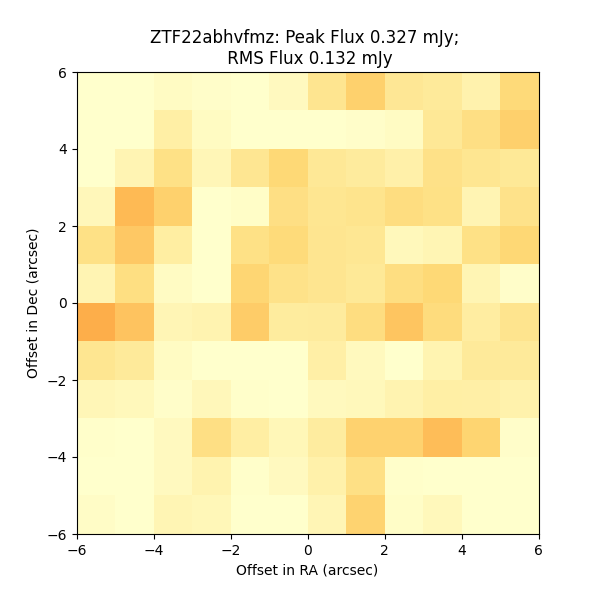 ZTF22abhvfmz: Peak Flux 0.327 mJy;
RMS Flux 0.132 mJy
6
4
2
0
−2
−4
−6
Offset in Dec (arcsec)
−6 −4 −2 0 2 4 6
Offset in RA (arcsec)